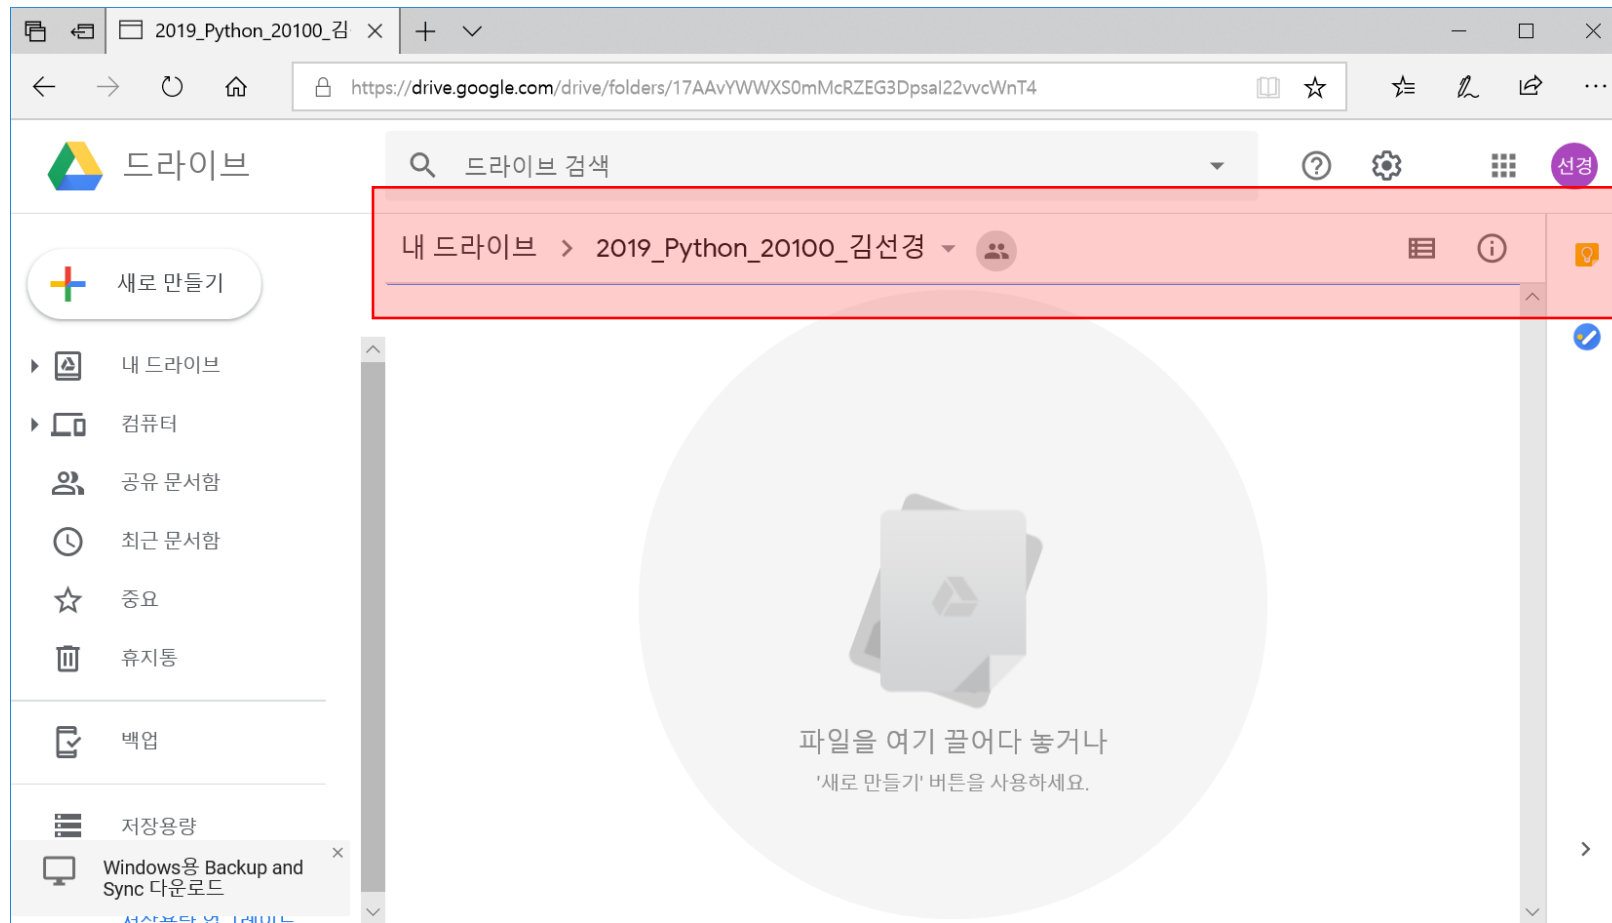 2019_Python_20100_김
https://drive.google.com/drive/folders/17AAvYWWXS0mMcRZEG3DpsaI22vvcWnT4
드라이브
드라이브 검색
선경
내 드라이브 > 2019_Python_20100_김선경
새로 만들기
내 드라이브
컴퓨터
공유 문서함
최근 문서함
중요
휴지통
백업
저장용량
Windows용 Backup and
Sync 다운로드
파일을 여기 끌어다 놓거나
'새로 만들기' 버튼을 사용하세요.